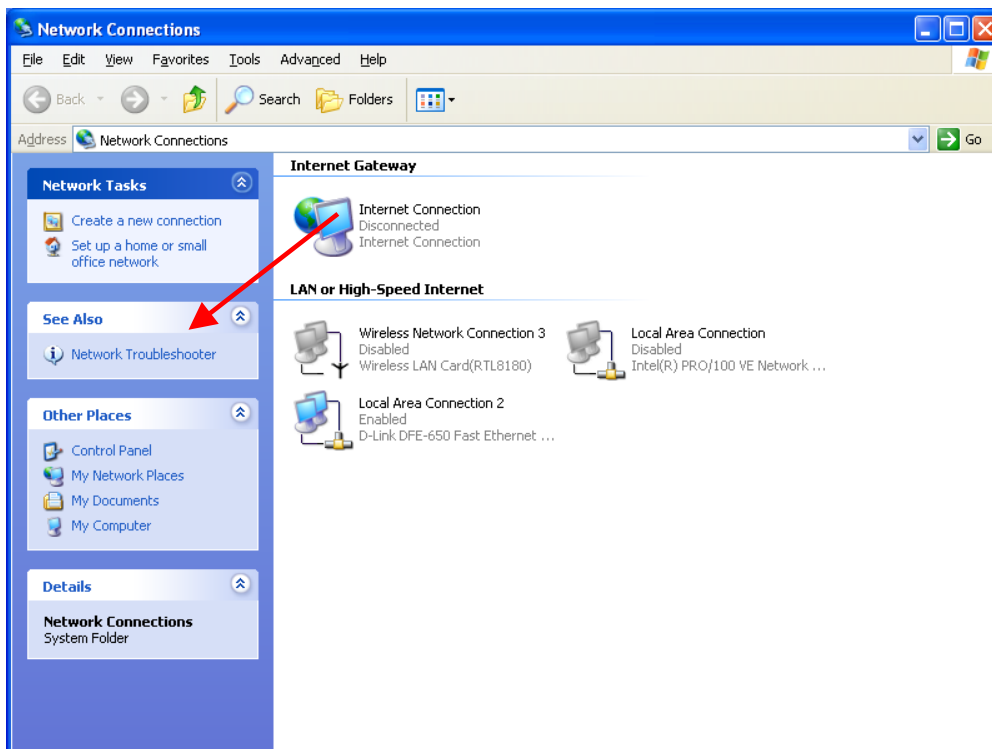 Network Connections
File Edit View Favorites Tools Advanced Help
Back Search Folders
Address Network Connections Go
Network Tasks
Create a new connection
Set up a home or small
office network
See Also
Network Troubleshooter
Other Places
Control Panel
My Network Places
My Documents
My Computer
Details
Network Connections
System Folder
Internet Gateway
Internet Connection
Disconnected
Internet Connection
LAN or High-Speed Internet
Wireless Network Connection 3
Disabled
Wireless LAN Card(RTL8180)
Local Area Connection
Disabled
Intel(R) PRO/100 VE Network ...
Local Area Connection 2
Enabled
D-Link DFE-650 Fast Ethernet ...